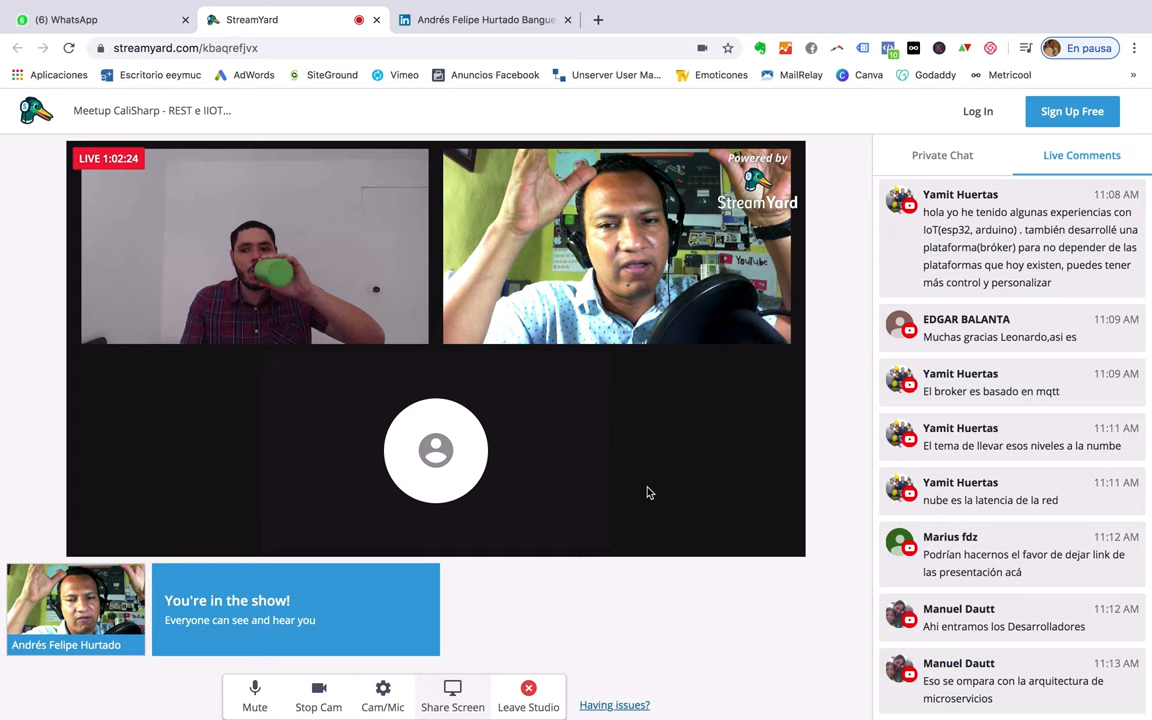 (6) WhatsApp
StreamYard
Andrés Felipe Hurtado Bangue
streamyard.com/kbaqrefjvx
10
En pausa
Aplicaciones
Escritorio eeymuc
AdWords
SiteGround
Vimeo
Anuncios Facebook
Unserver User Ma...
Emoticones
MailRelay
Canva
Godaddy
Metricool
»
Meetup CaliSharp - REST e IIOT...
Log In
Sign Up Free
LIVE 1:02:24
Powered by
StreamYard
YouTube
Private Chat
Live Comments
Yamit Huertas
11:08 AM
hola yo he tenido algunas experiencias con
IoT(esp32, arduino) . también desarrollé una
plataforma(bróker) para no depender de las
plataformas que hoy existen, puedes tener
más control y personalizar
EDGAR BALANTA
11:09 AM
Muchas gracias Leonardo,asi es
Yamit Huertas
11:09 AM
El broker es basado en mqtt
Yamit Huertas
11:11 AM
El tema de llevar esos niveles a la numbe
Yamit Huertas
11:11 AM
nube es la latencia de la red
Marius fdz
11:12 AM
Podrían hacernos el favor de dejar link de
las presentación acá
Manuel Dautt
11:12 AM
Ahi entramos los Desarrolladores
Manuel Dautt
11:13 AM
Eso se ompara con la arquitectura de
microservicios
You're in the show!
Everyone can see and hear you
Andrés Felipe Hurtado
Mute
Stop Cam
Cam/Mic
Share Screen
Leave Studio
Having issues?